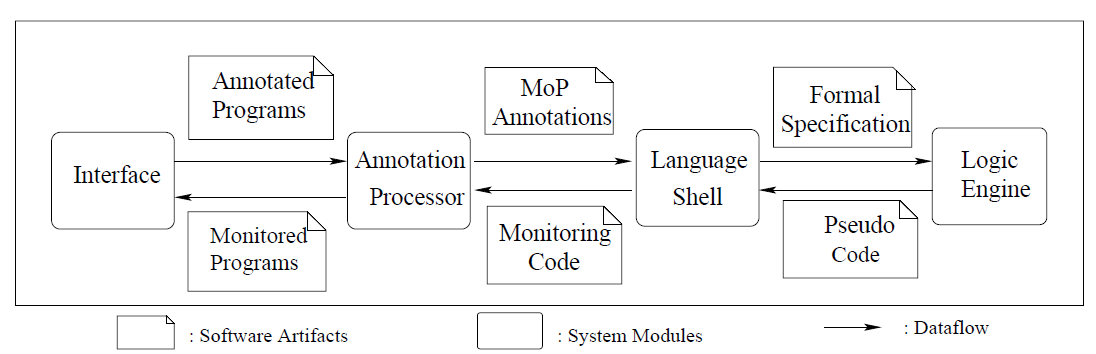 Annotated
Programs
MoP
Annotations
Formal
Specification
Interface
Annotation
Processor
Language
Shell
Logic
Engine
Monitored
Programs
Monitoring
Code
Pseudo
Code
: Software Artifacts
: System Modules
: Dataflow